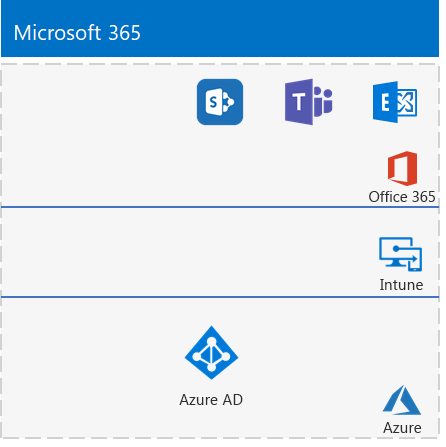 Microsoft 365
S
T
E
Office 365
Intune
Azure AD
Azure